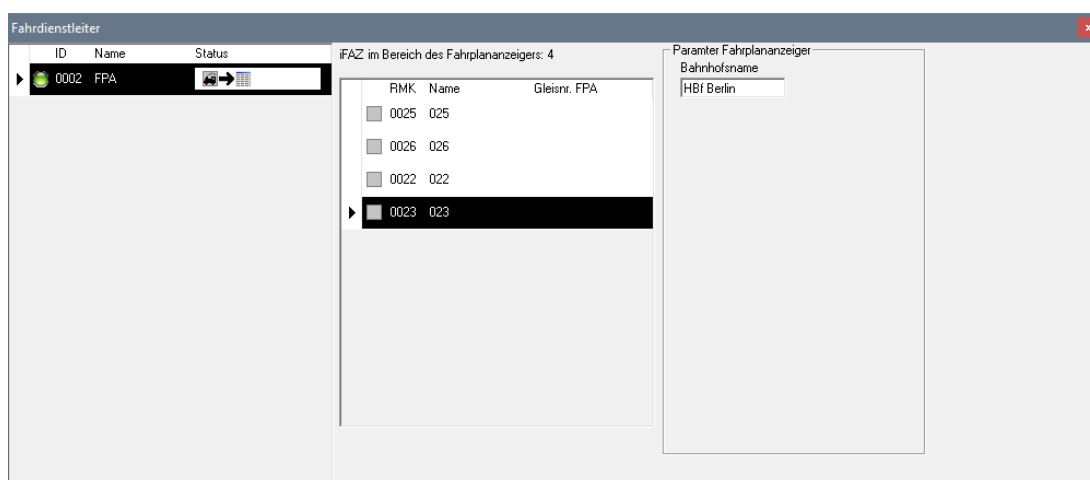 Fahrdienstleiter
ID Name Status
0002 FPA
iFAZ im Bereich des Fahrplananzeigers: 4
RMK Name Gleisnr. FPA
0025 025
0026 026
0022 022
0023 023
Paramter Fahrplananzeiger
Bahnhofsname
HBf Berlin